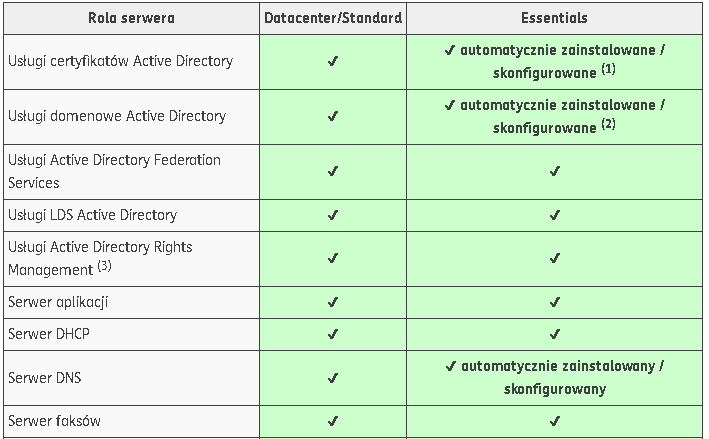 Rola serwera Datacenter/Standard Essentials
Usługi certyfikatów Active Directory ✔ ✔ automatycznie zainstalowane /
skonfigurowane (1)
Usługi domenowe Active Directory ✔ ✔ automatycznie zainstalowane /
skonfigurowane (2)
Usługi Active Directory Federation
Services ✔ ✔
Usługi LDS Active Directory ✔ ✔
Usługi Active Directory Rights
Management (3) ✔ ✔
Serwer aplikacji ✔ ✔
Serwer DHCP ✔ ✔
Serwer DNS ✔ ✔ automatycznie zainstalowany /
skonfigurowany
Serwer faksów ✔ ✔